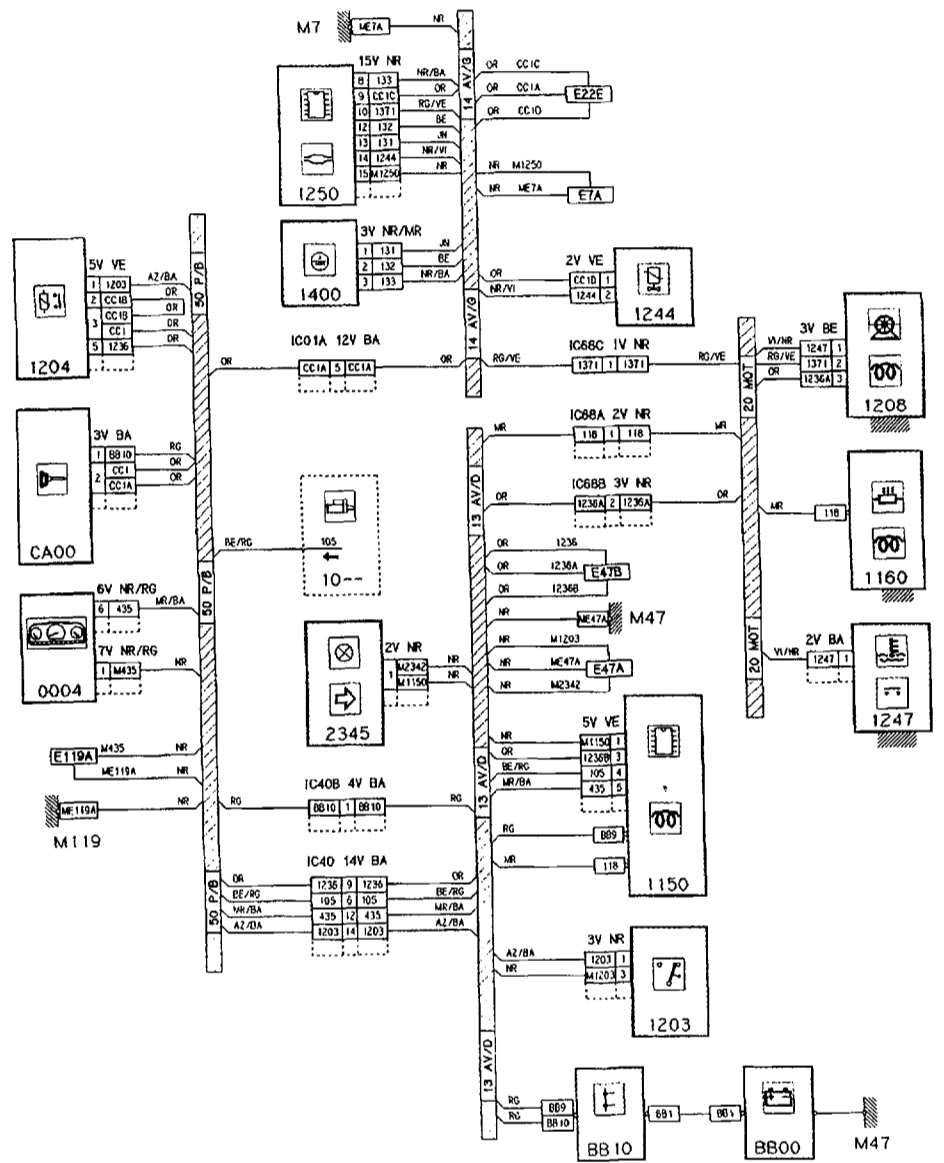 M7
ME7A
NR
15V NR
8 133 NR/BA
9 CC1C OR
10 1371 RG/VE
12 132 BE
13 131 JN
14 1244 NR/VI
15 M1250 NR
1250
14 AV/G
OR CC1C
OR CC1A
OR CC1D
E22E
NR M1250
NR ME7A
E7A
3V NR/MR
1 131 JN
2 132 BE
3 133 NR/BA
1400
2V VE
OR CC1D 1
NR/VI 1244 2
1244
14 AV/G
50 P/B
5V VE
1 1203 AZ/BA
2 CC1B OR
3 CC1B OR
CC1 OR
5 1236 OR
1204
IC01A 12V BA
OR CC1A 5 CC1A OR
IC66C 1V NR
RG/VE 1371 1 1371 RG/VE
20 MOT
3V BE
VI/NR 1247 1
RG/VE 1371 2
OR 1236A 3
1208
3V BA
1 BB10 RG
2 CC1 OR
CC1A OR
CA00
IC68A 2V NR
MR 118 1 118 MR
13 AV/D
IC68B 3V NR
OR 1236A 2 1236A OR
MR 118
1160
BE/RG 105
10--
OR 1236
OR 1236A
OR 1236B
E47B
NR ME47A
M47
50 P/B
6V NR/RG
6 435 MR/BA
7V NR/RG
1 M435 NR
0004
2V NR
1 M2342 NR
M1150 NR
2345
NR M1203
NR ME47A
NR M2342
E47A
20 MOT
2V BA
VI/NR 1247 1
1247
E119A M435 NR
ME119A NR
ME119A NR
M119
IC40B 4V BA
RG BB10 1 BB10 RG
13 AV/D
5V VE
NR M1150 1
OR 1236B 3
BE/RG 105 4
MR/BA 435 5
RG BB9
MR 118
1150
50 P/B
IC40 14V BA
OR 1236 9 1236 OR
BE/RG 105 6 105 BE/RG
MR/BA 435 12 435 MR/BA
AZ/BA 1203 14 1203 AZ/BA
3V NR
AZ/BA 1203 1
NR M1203 3
1203
13 AV/D
RG BB9
RG BB10
BB10
BB1
BB1
BB00
M47